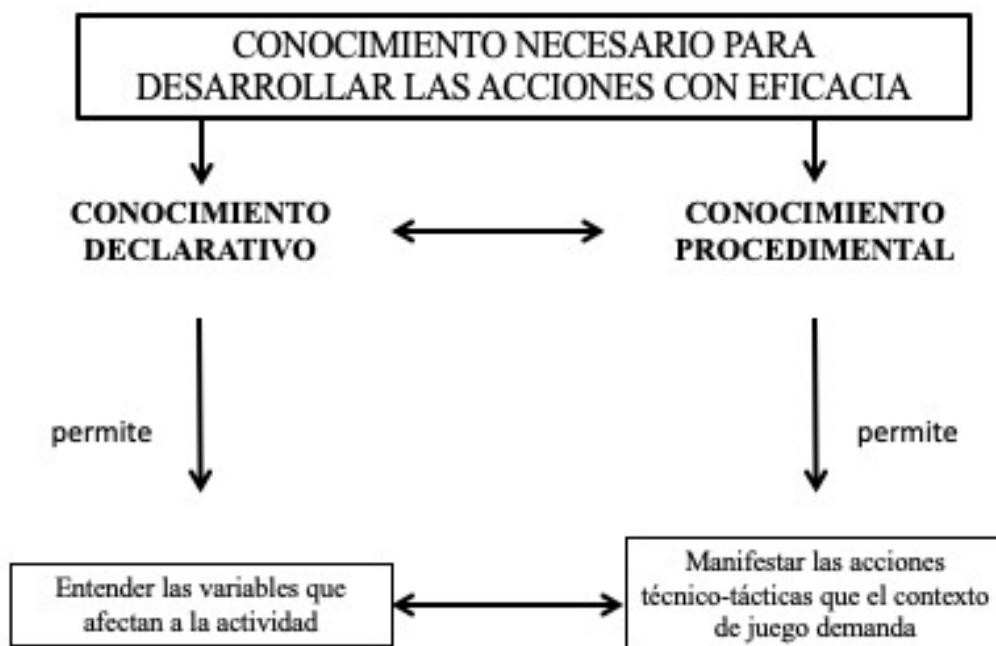 CONOCIMIENTO NECESARIO PARA
DESARROLLAR LAS ACCIONES CON EFICACIA
CONOCIMIENTO
DECLARATIVO
CONOCIMIENTO
PROCEDIMENTAL
permite
permite
Entender las variables que
afectan a la actividad
Manifestar las acciones
técnico-tácticas que el contexto
de juego demanda